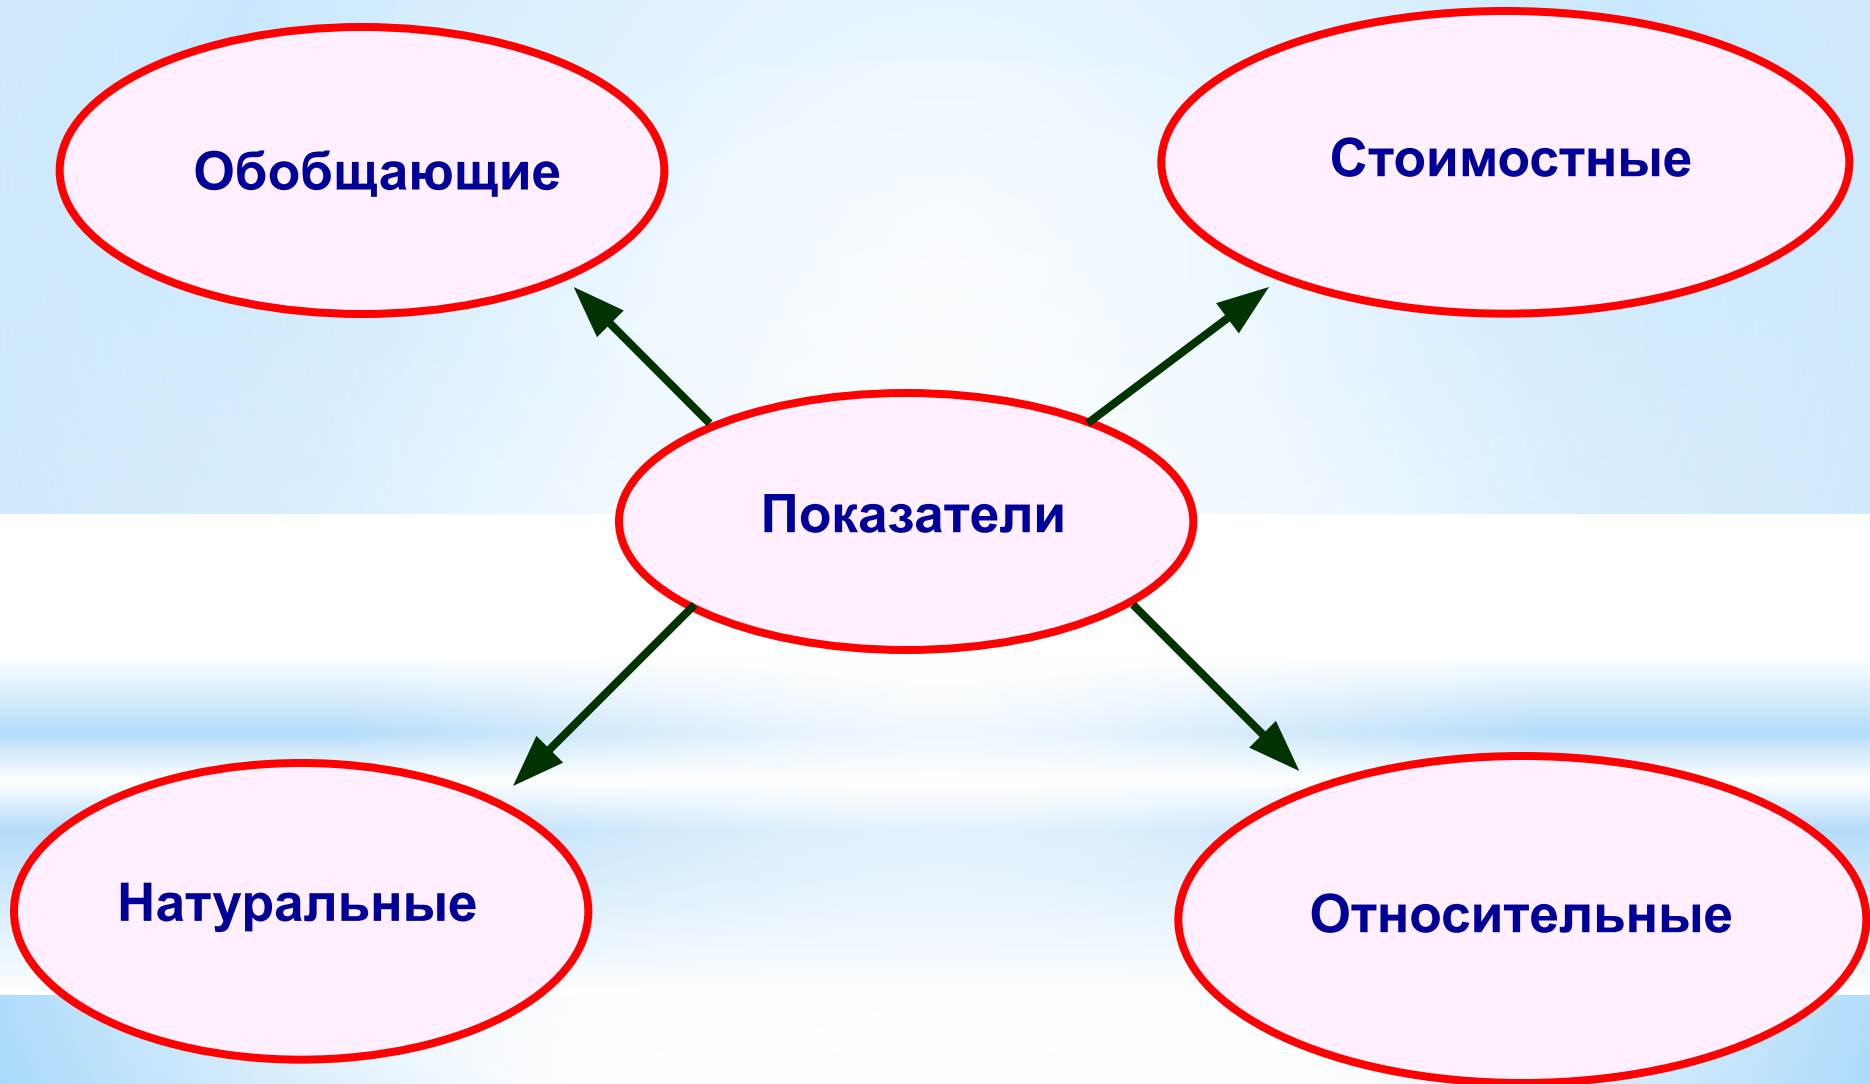 Обобщающие
Стоимостные
Показатели
Натуральные
Относительные